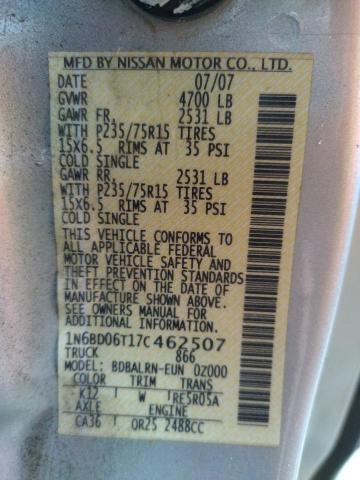 MFD BY NISSAN MOTOR CO., LTD.
DATE 07/07
GVWR 4700 LB
GAWR FR. 2531 LB
WITH P235/75R15 TIRES
15X6.5 RIMS AT 35 PSI
COLD SINGLE
GAWR RR. 2531 LB
WITH P235/75R15 TIRES
15X6.5 RIMS AT 35 PSI
COLD SINGLE
THIS VEHICLE CONFORMS TO
ALL APPLICABLE FEDERAL
MOTOR VEHICLE SAFETY AND
THEFT PREVENTION STANDARDS
IN EFFECT ON THE DATE OF
MANUFACTURE SHOWN ABOVE.
SEE OWNERS MANUAL FOR
ADDITIONAL INFORMATION.
1N6BD06T17C462507
TRUCK 866
MODEL: BDBALRN-EUN 0Z000
COLOR TRIM TRANS
K12 W RE5R05A
AXLE ENGINE
CA36 QR25 2488CC